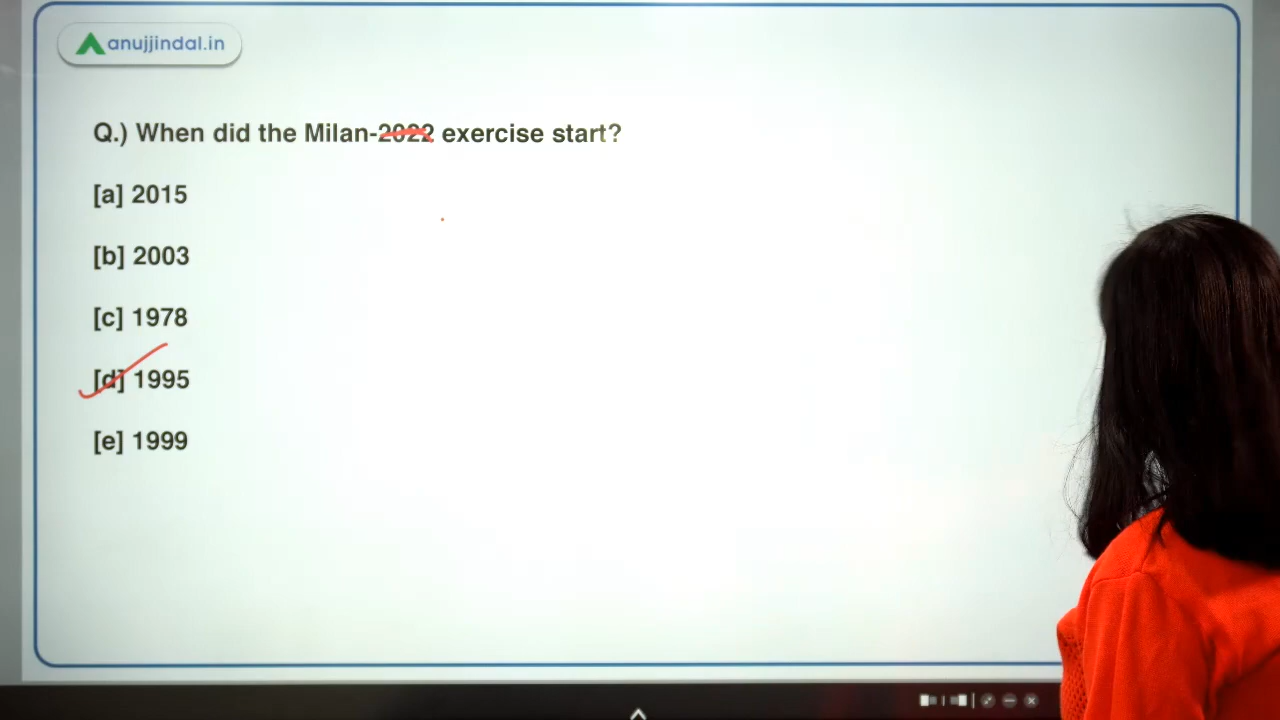 anujjindal.in
Q.) When did the Milan-2022 exercise start?
[a] 2015
[b] 2003
[c] 1978
[d] 1995
[e] 1999